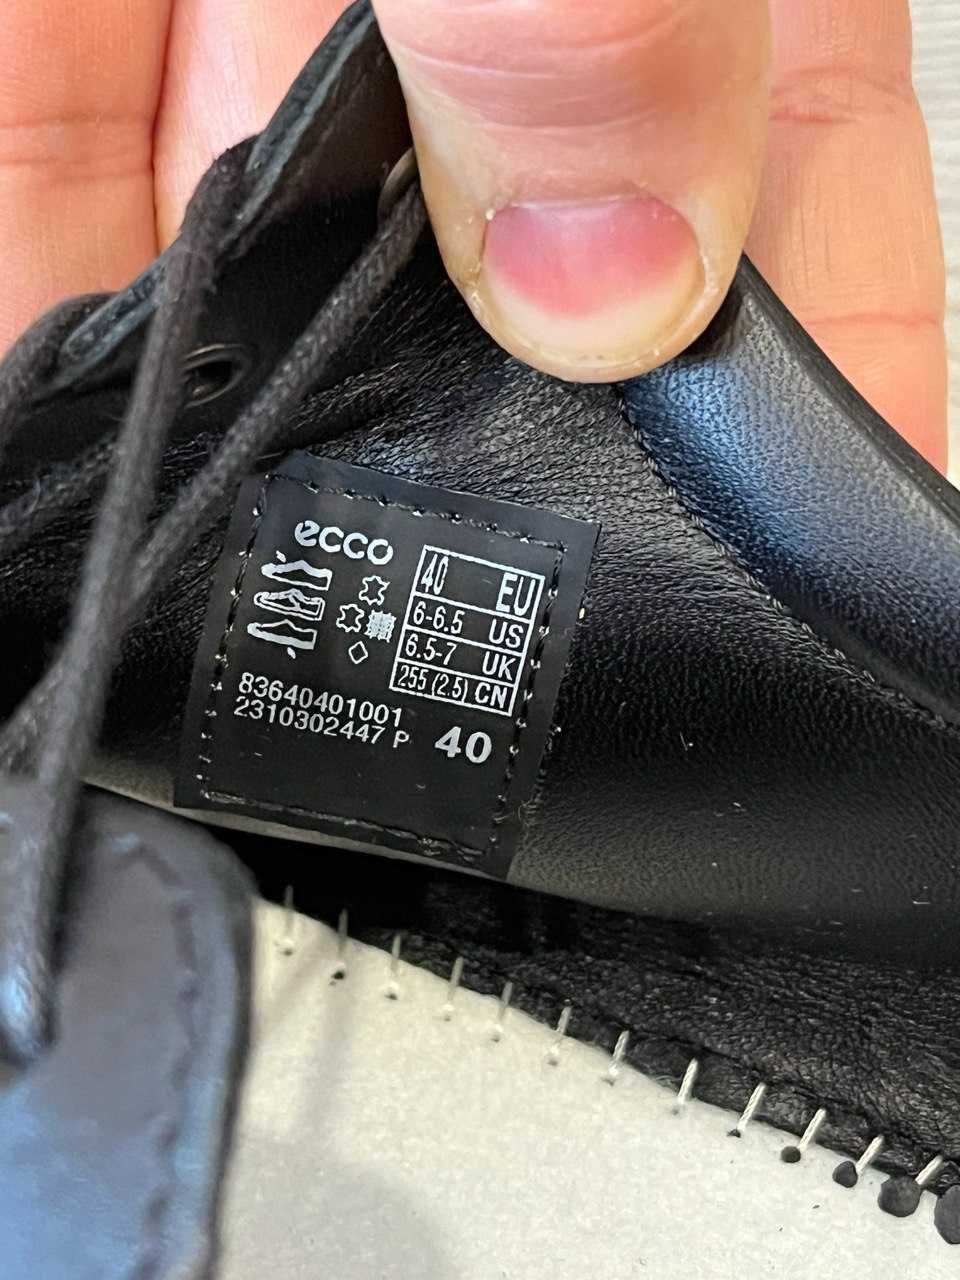 ecco
40 EU
6-6.5 US
6.5-7 UK
255 (2.5) CN
83640401001
2310302447 P 40